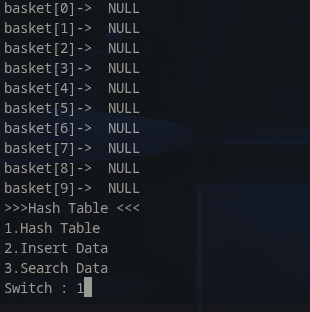 basket[0]->  NULL
basket[1]->  NULL
basket[2]->  NULL
basket[3]->  NULL
basket[4]->  NULL
basket[5]->  NULL
basket[6]->  NULL
basket[7]->  NULL
basket[8]->  NULL
basket[9]->  NULL
>>>Hash Table <<<
1.Hash Table
2.Insert Data
3.Search Data
Switch : 1